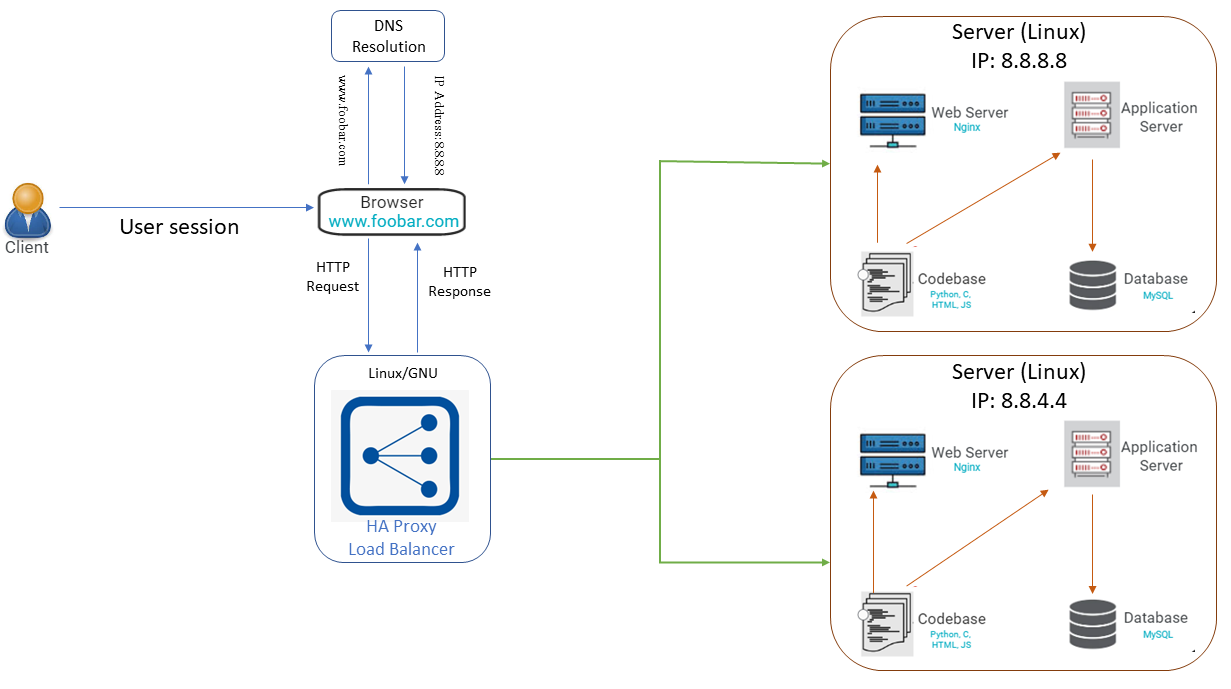 DNS
Resolution
www.foobar.com
IP Address:8.8.8.8
Client
User session
Browser
www.foobar.com
HTTP
Request
HTTP
Response
Linux/GNU
HA Proxy
Load Balancer
Server (Linux)
IP: 8.8.8.8
Web Server
Nginx
Application
Server
Codebase
Python, C,
HTML, JS
Database
MySQL
Server (Linux)
IP: 8.8.4.4
Web Server
Nginx
Application
Server
Codebase
Python, C,
HTML, JS
Database
MySQL